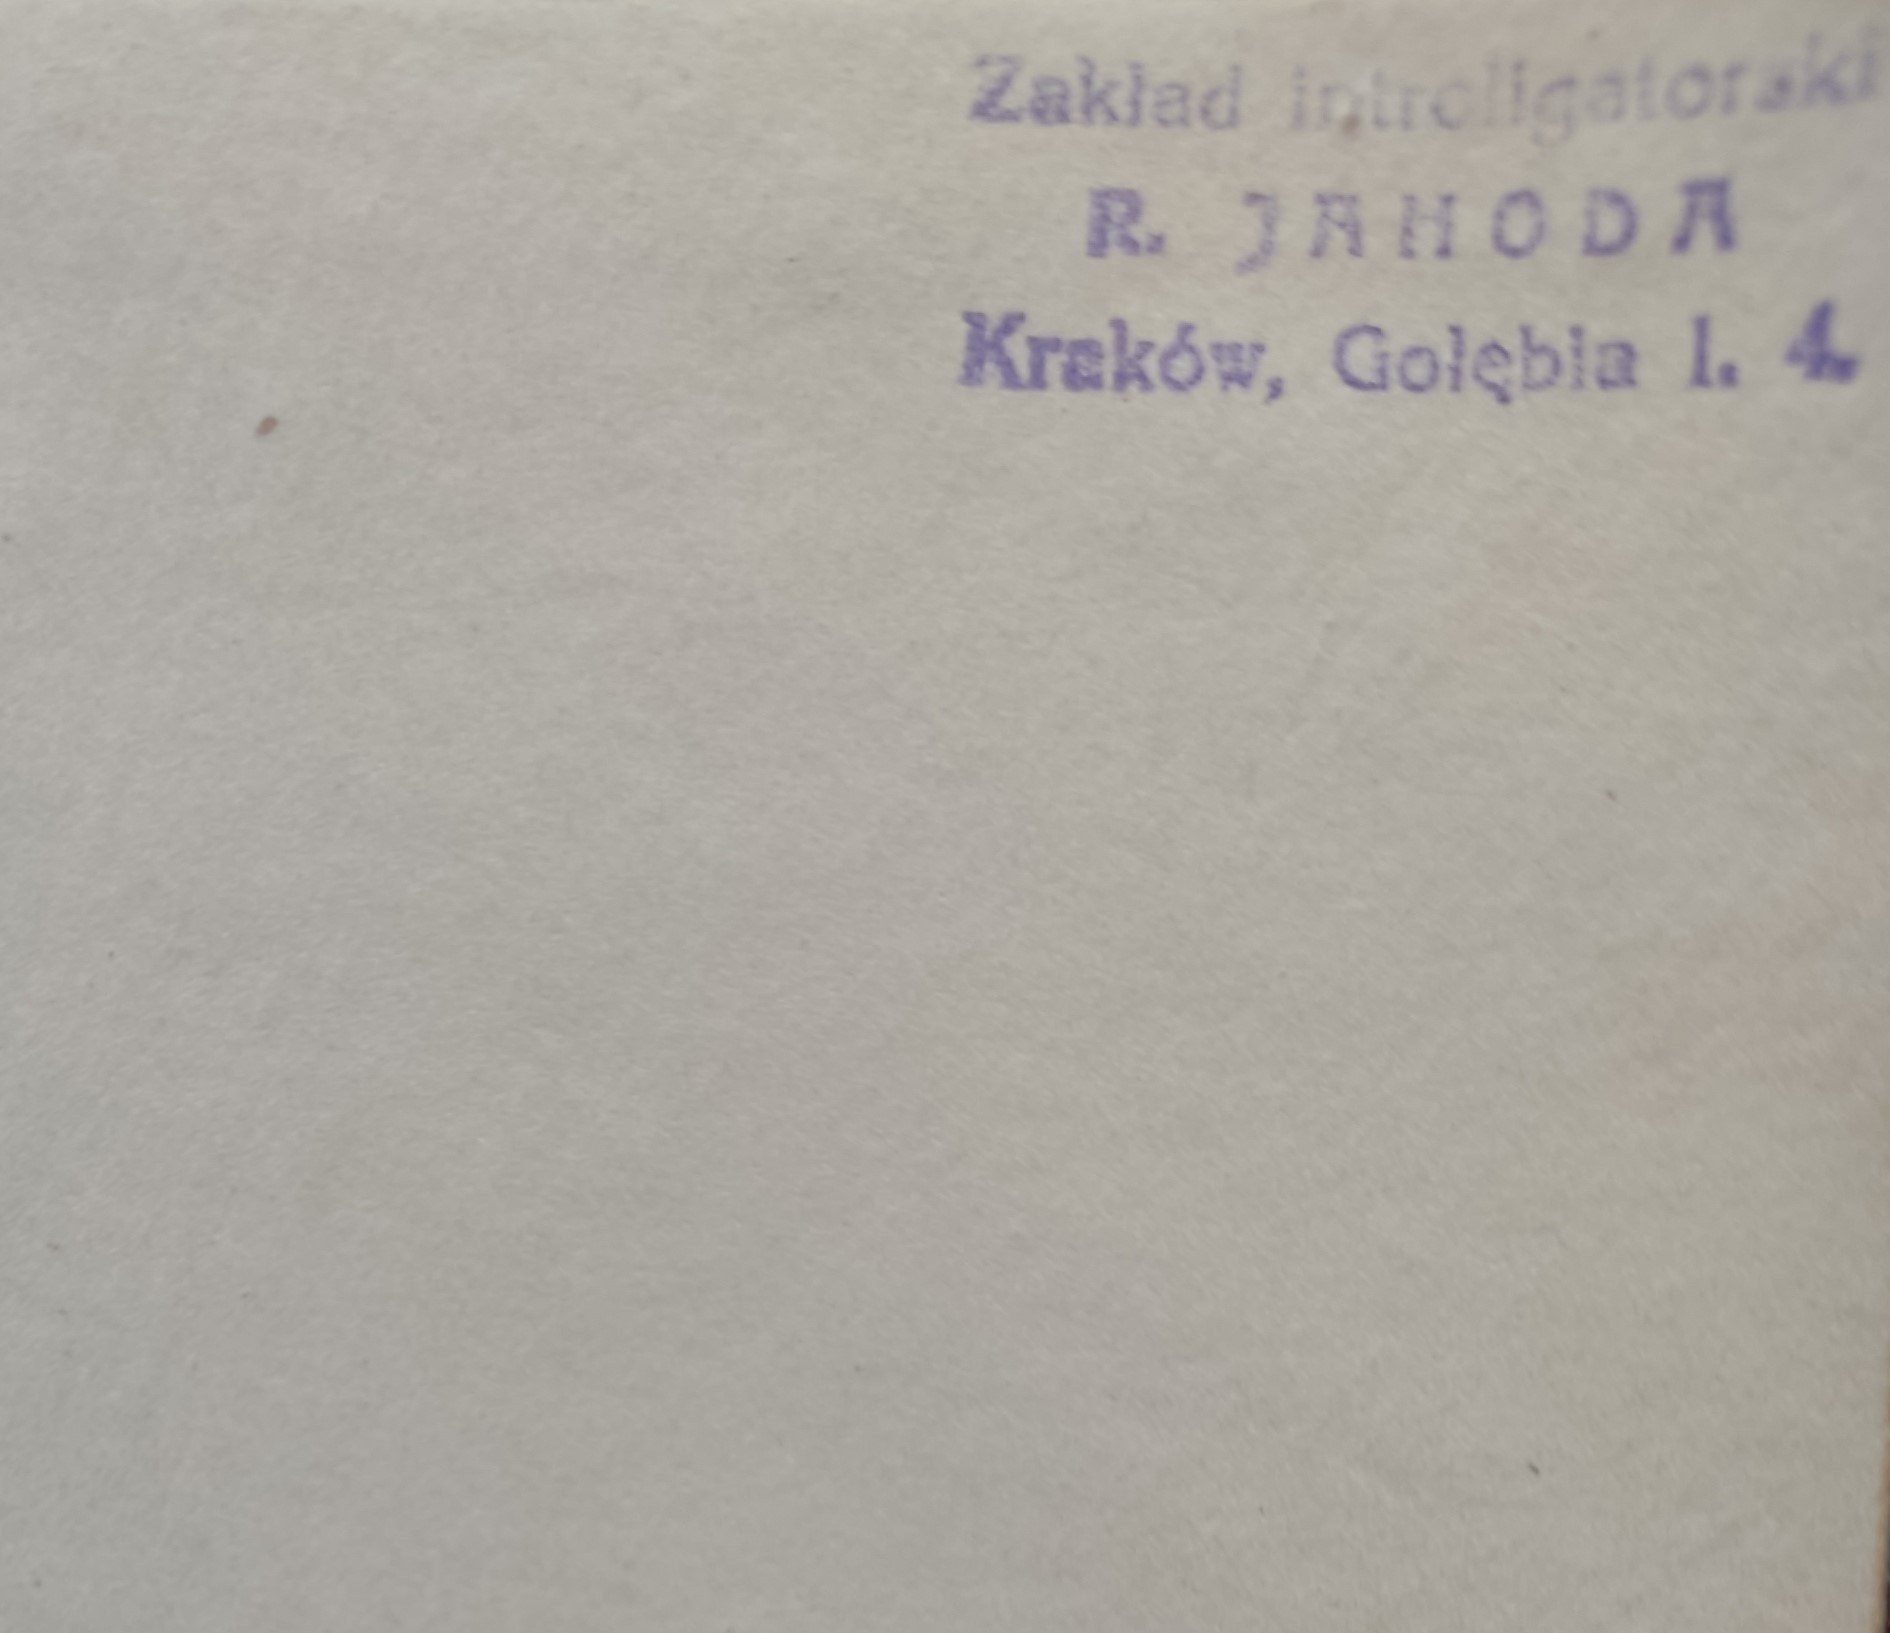 Zakład introligatorski
R. JAHODA
Kraków, Gołębia l. 4.